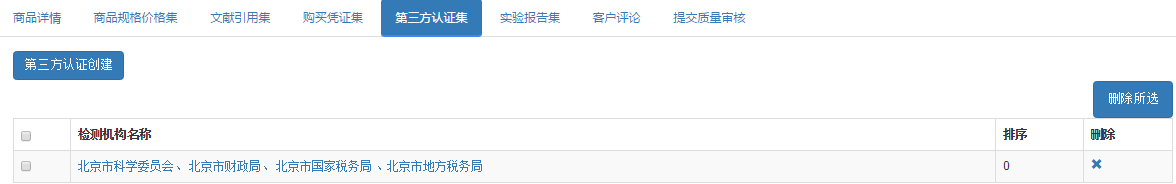 商品详情 商品规格价格集 文献引用集 购买凭证集 第三方认证集 实验报告集 客户评论 提交质量审核
第三方认证创建
删除所选
检测机构名称 排序 删除
北京市科学委员会、北京市财政局、北京市国家税务局 、北京市地方税务局 0